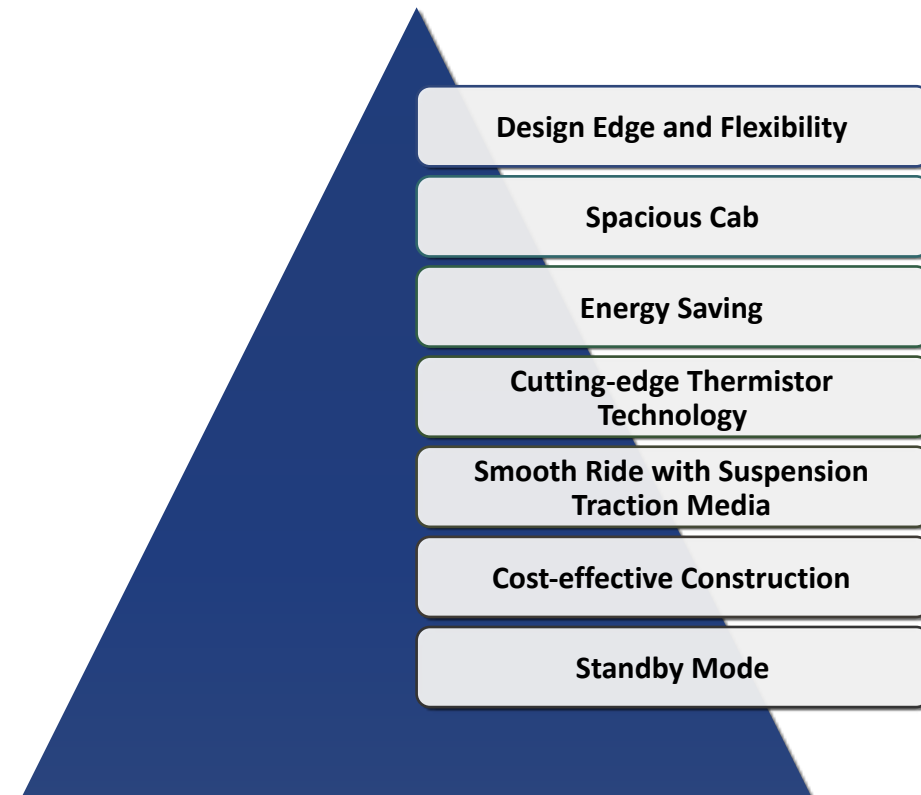 Design Edge and Flexibility
Spacious Cab
Energy Saving
Cutting-edge Thermistor
Technology
Smooth Ride with Suspension
Traction Media
Cost-effective Construction
Standby Mode